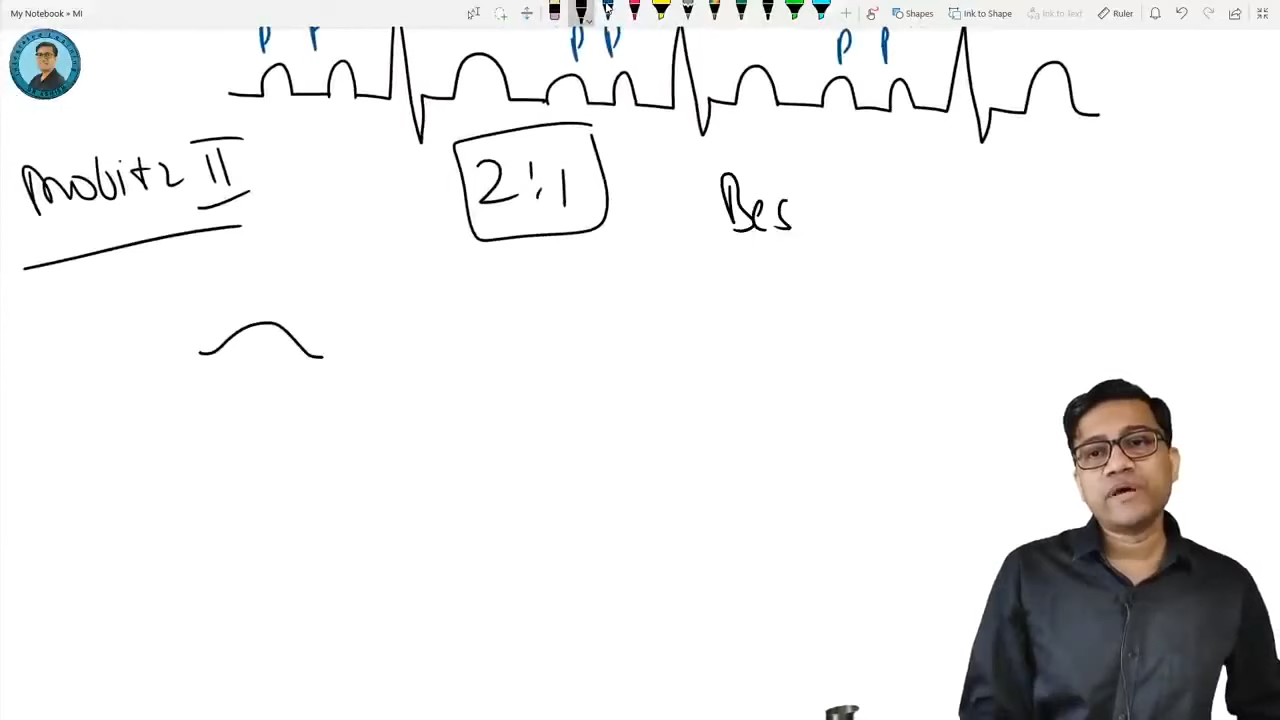 My Notebook » MI
Shapes
Ink to Shape
Ink to Text
Ruler
P P P P P P
Mobitz II
2:1
Bes